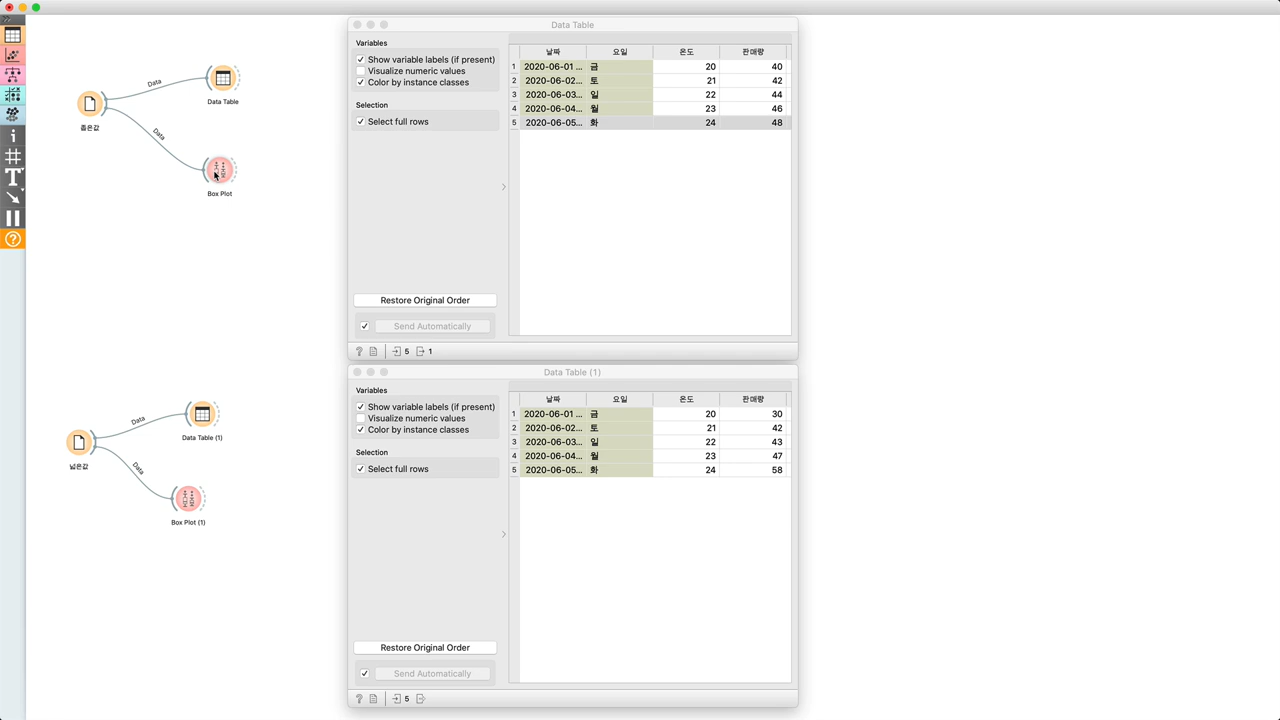 Data
Data
Data Table
좁은값
Box Plot
Data
Data
Data Table (1)
넓은값
Box Plot (1)
Data Table
Variables
Show variable labels (if present)
Visualize numeric values
Color by instance classes
Selection
Select full rows
Restore Original Order
Send Automatically
5 1
날짜 요일 온도 판매량
1 2020-06-01 ... 금 20 40
2 2020-06-02... 토 21 42
3 2020-06-03... 일 22 44
4 2020-06-04... 월 23 46
5 2020-06-05... 화 24 48
Data Table (1)
Variables
Show variable labels (if present)
Visualize numeric values
Color by instance classes
Selection
Select full rows
Restore Original Order
Send Automatically
5
날짜 요일 온도 판매량
1 2020-06-01 ... 금 20 30
2 2020-06-02... 토 21 42
3 2020-06-03... 일 22 43
4 2020-06-04... 월 23 47
5 2020-06-05... 화 24 58